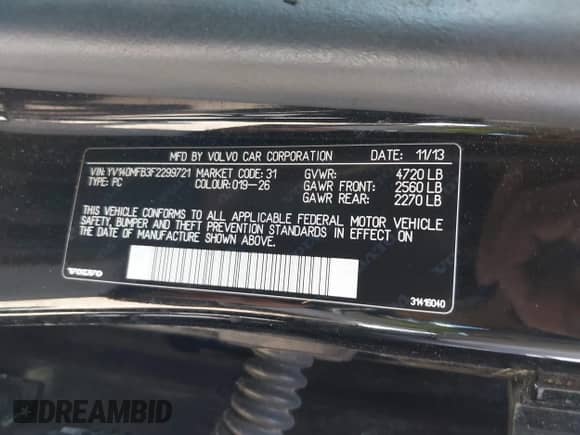 MFD BY VOLVO CAR CORPORATION DATE: 11/13
VIN: YV140MFB3F2299721 MARKET CODE: 31 GVWR: 4720 LB
TYPE: PC COLOUR: 019-26 GAWR FRONT: 2560 LB
GAWR REAR: 2270 LB
THIS VEHICLE CONFORMS TO ALL APPLICABLE FEDERAL MOTOR VEHICLE
SAFETY, BUMPER AND THEFT PREVENTION STANDARDS IN EFFECT ON
THE DATE OF MANUFACTURE SHOWN ABOVE.
VOLVO 31416040
DREAMBID